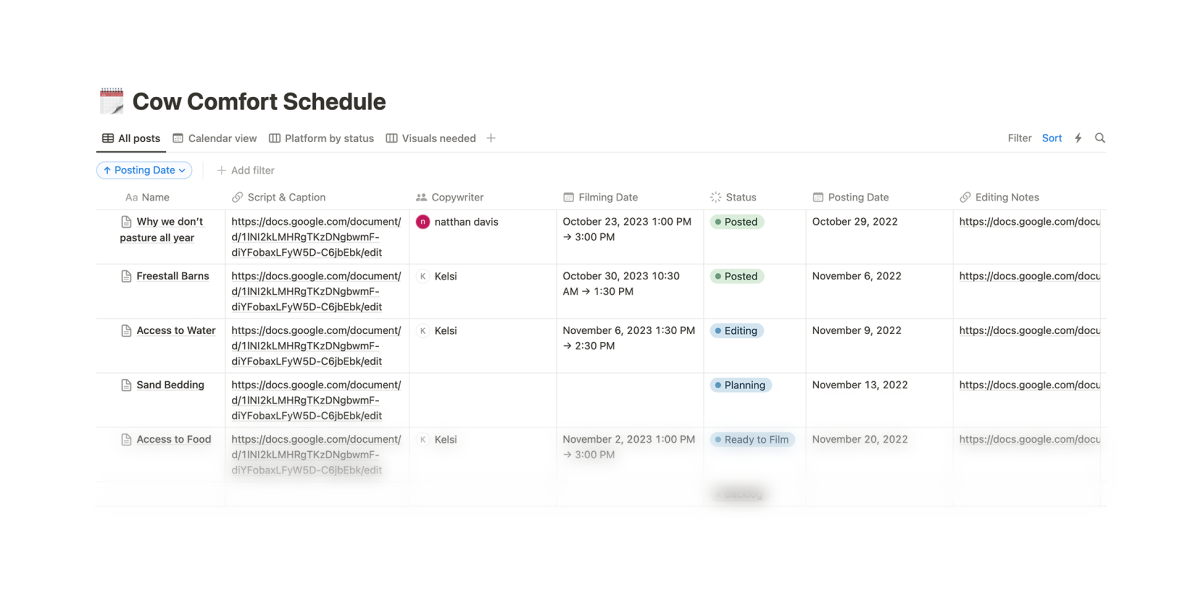 Cow Comfort Schedule
All posts Calendar view Platform by status Visuals needed Filter Sort
Posting Date Add filter
Aa Name Script & Caption Copywriter Filming Date Status Posting Date Editing Notes
Why we don't https://docs.google.com/document/ n natthan davis October 23, 2023 1:00 PM Posted October 29, 2022 https://docs.google.com/docu
pasture all year d/1lNI2kLMHRgTKzDNgbwmF- → 3:00 PM
diYFobaxLFyW5D-C6jbEbk/edit
Freestall Barns https://docs.google.com/document/ K Kelsi October 30, 2023 10:30 Posted November 6, 2022 https://docs.google.com/docu
d/1lNI2kLMHRgTKzDNgbwmF- AM → 1:30 PM
diYFobaxLFyW5D-C6jbEbk/edit
Access to Water https://docs.google.com/document/ K Kelsi November 6, 2023 1:30 PM Editing November 9, 2022 https://docs.google.com/docu
d/1lNI2kLMHRgTKzDNgbwmF- → 2:30 PM
diYFobaxLFyW5D-C6jbEbk/edit
Sand Bedding https://docs.google.com/document/ Planning November 13, 2022 https://docs.google.com/docu
d/1lNI2kLMHRgTKzDNgbwmF-
diYFobaxLFyW5D-C6jbEbk/edit
Access to Food https://docs.google.com/document/ K Kelsi November 2, 2023 1:00 PM Ready to Film November 20, 2022 https://docs.google.com/docu
d/1lNI2kLMHRgTKzDNgbwmF- → 3:00 PM
diYFobaxLFyW5D-C6jbEbk/edit